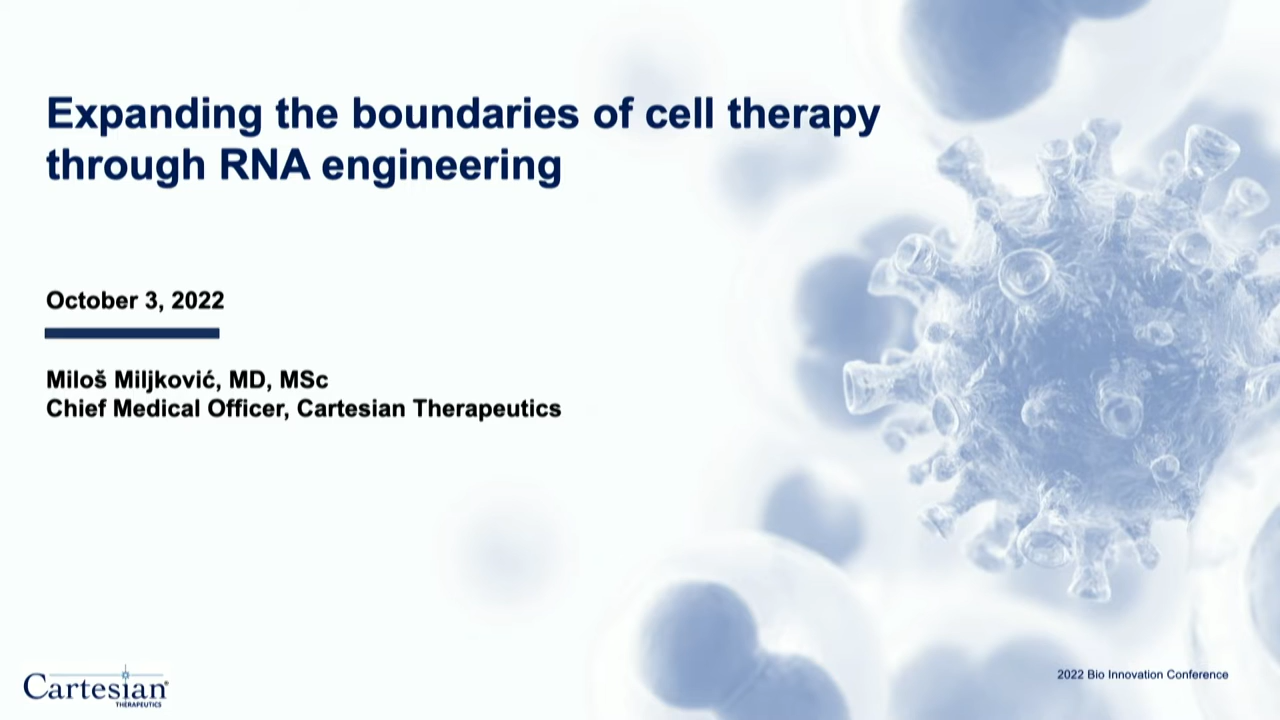 Expanding the boundaries of cell therapy
through RNA engineering
October 3, 2022
Miloš Miljković, MD, MSc
Chief Medical Officer, Cartesian Therapeutics
Cartesian®
THERAPEUTICS
2022 Bio Innovation Conference